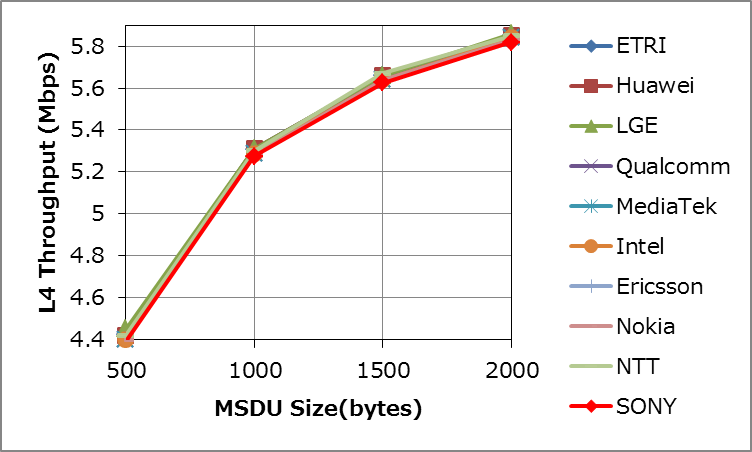 L4 Throughput (Mbps)
5.8
5.6
5.4
5.2
5
4.8
4.6
4.4
500 1000 1500 2000
MSDU Size(bytes)
ETRI
Huawei
LGE
Qualcomm
MediaTek
Intel
Ericsson
Nokia
NTT
SONY